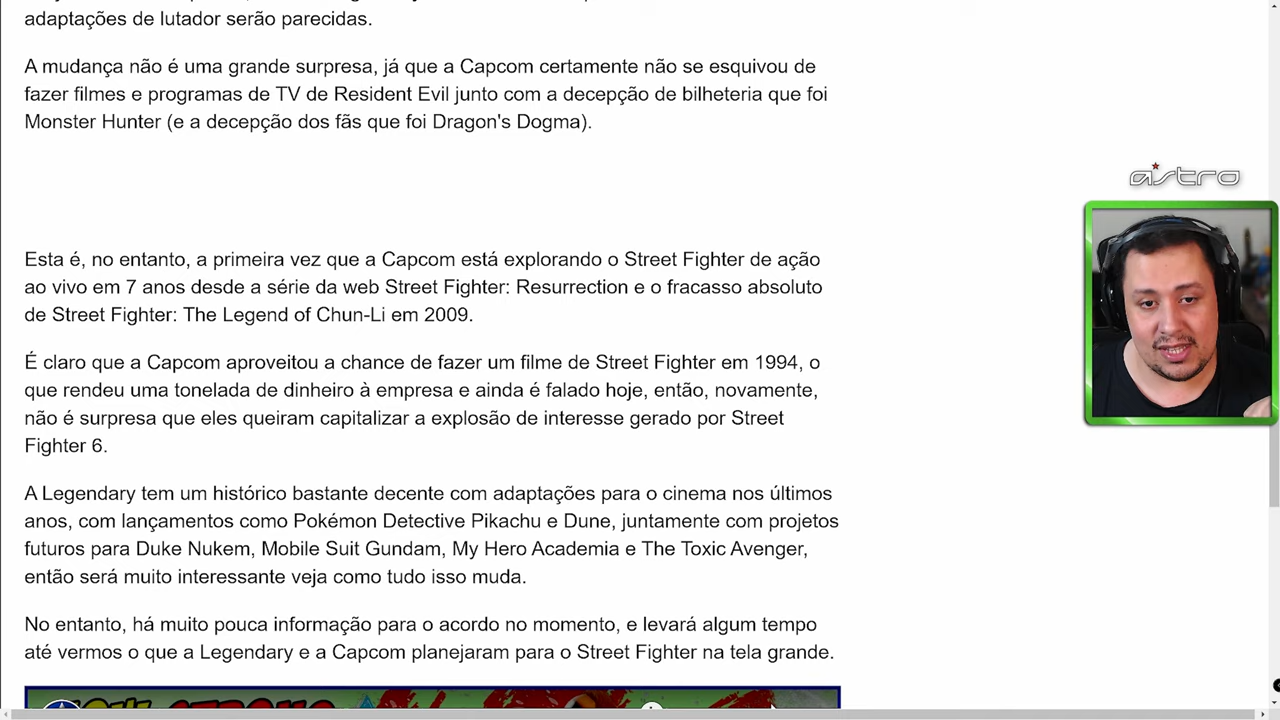 adaptações de lutador serão parecidas.
A mudança não é uma grande surpresa, já que a Capcom certamente não se esquivou de
fazer filmes e programas de TV de Resident Evil junto com a decepção de bilheteria que foi
Monster Hunter (e a decepção dos fãs que foi Dragon's Dogma).
astro
Esta é, no entanto, a primeira vez que a Capcom está explorando o Street Fighter de ação
ao vivo em 7 anos desde a série da web Street Fighter: Resurrection e o fracasso absoluto
de Street Fighter: The Legend of Chun-Li em 2009.
É claro que a Capcom aproveitou a chance de fazer um filme de Street Fighter em 1994, o
que rendeu uma tonelada de dinheiro à empresa e ainda é falado hoje, então, novamente,
não é surpresa que eles queiram capitalizar a explosão de interesse gerado por Street
Fighter 6.
A Legendary tem um histórico bastante decente com adaptações para o cinema nos últimos
anos, com lançamentos como Pokémon Detective Pikachu e Dune, juntamente com projetos
futuros para Duke Nukem, Mobile Suit Gundam, My Hero Academia e The Toxic Avenger,
então será muito interessante veja como tudo isso muda.
No entanto, há muito pouca informação para o acordo no momento, e levará algum tempo
até vermos o que a Legendary e a Capcom planejaram para o Street Fighter na tela grande.